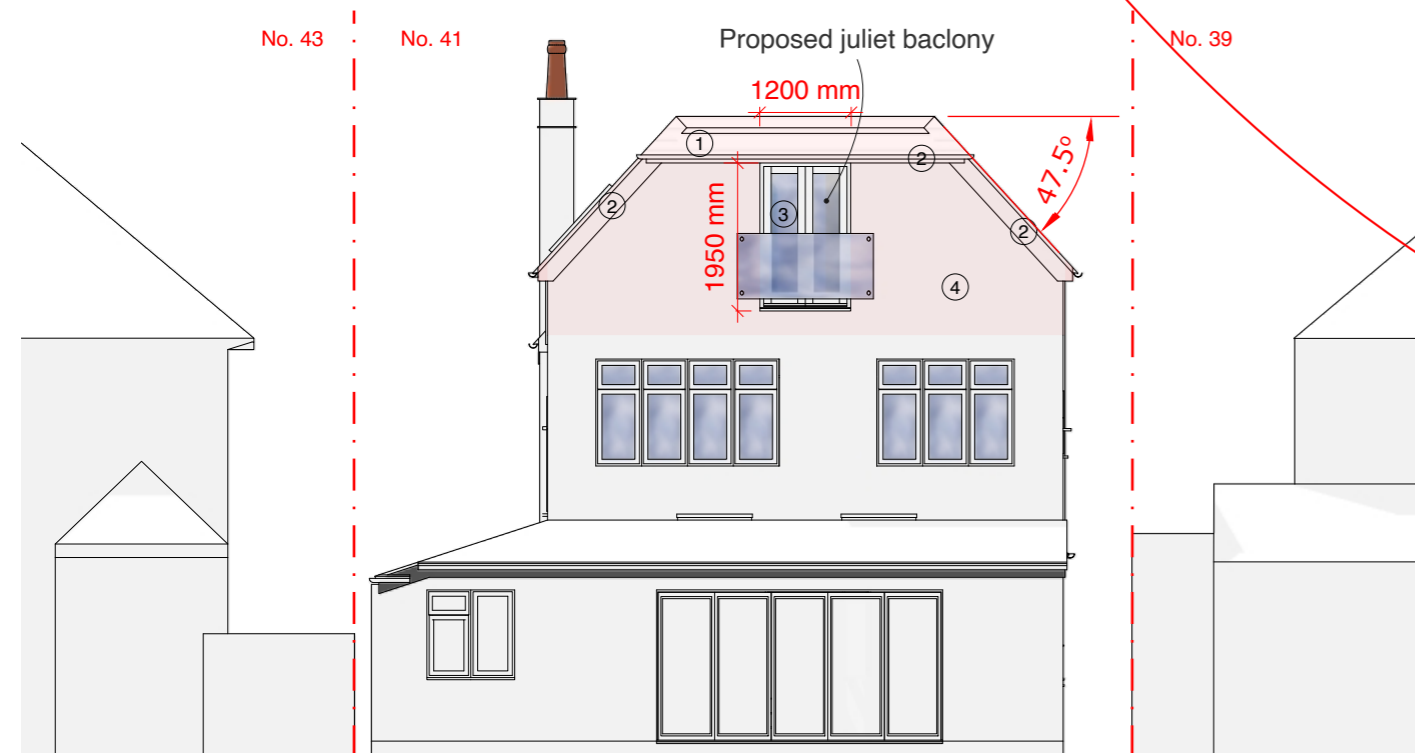 No. 43
No. 41
Proposed juliet baclony
No. 39
1200 mm
1
2
47.5º
2
3
1950 mm
2
4